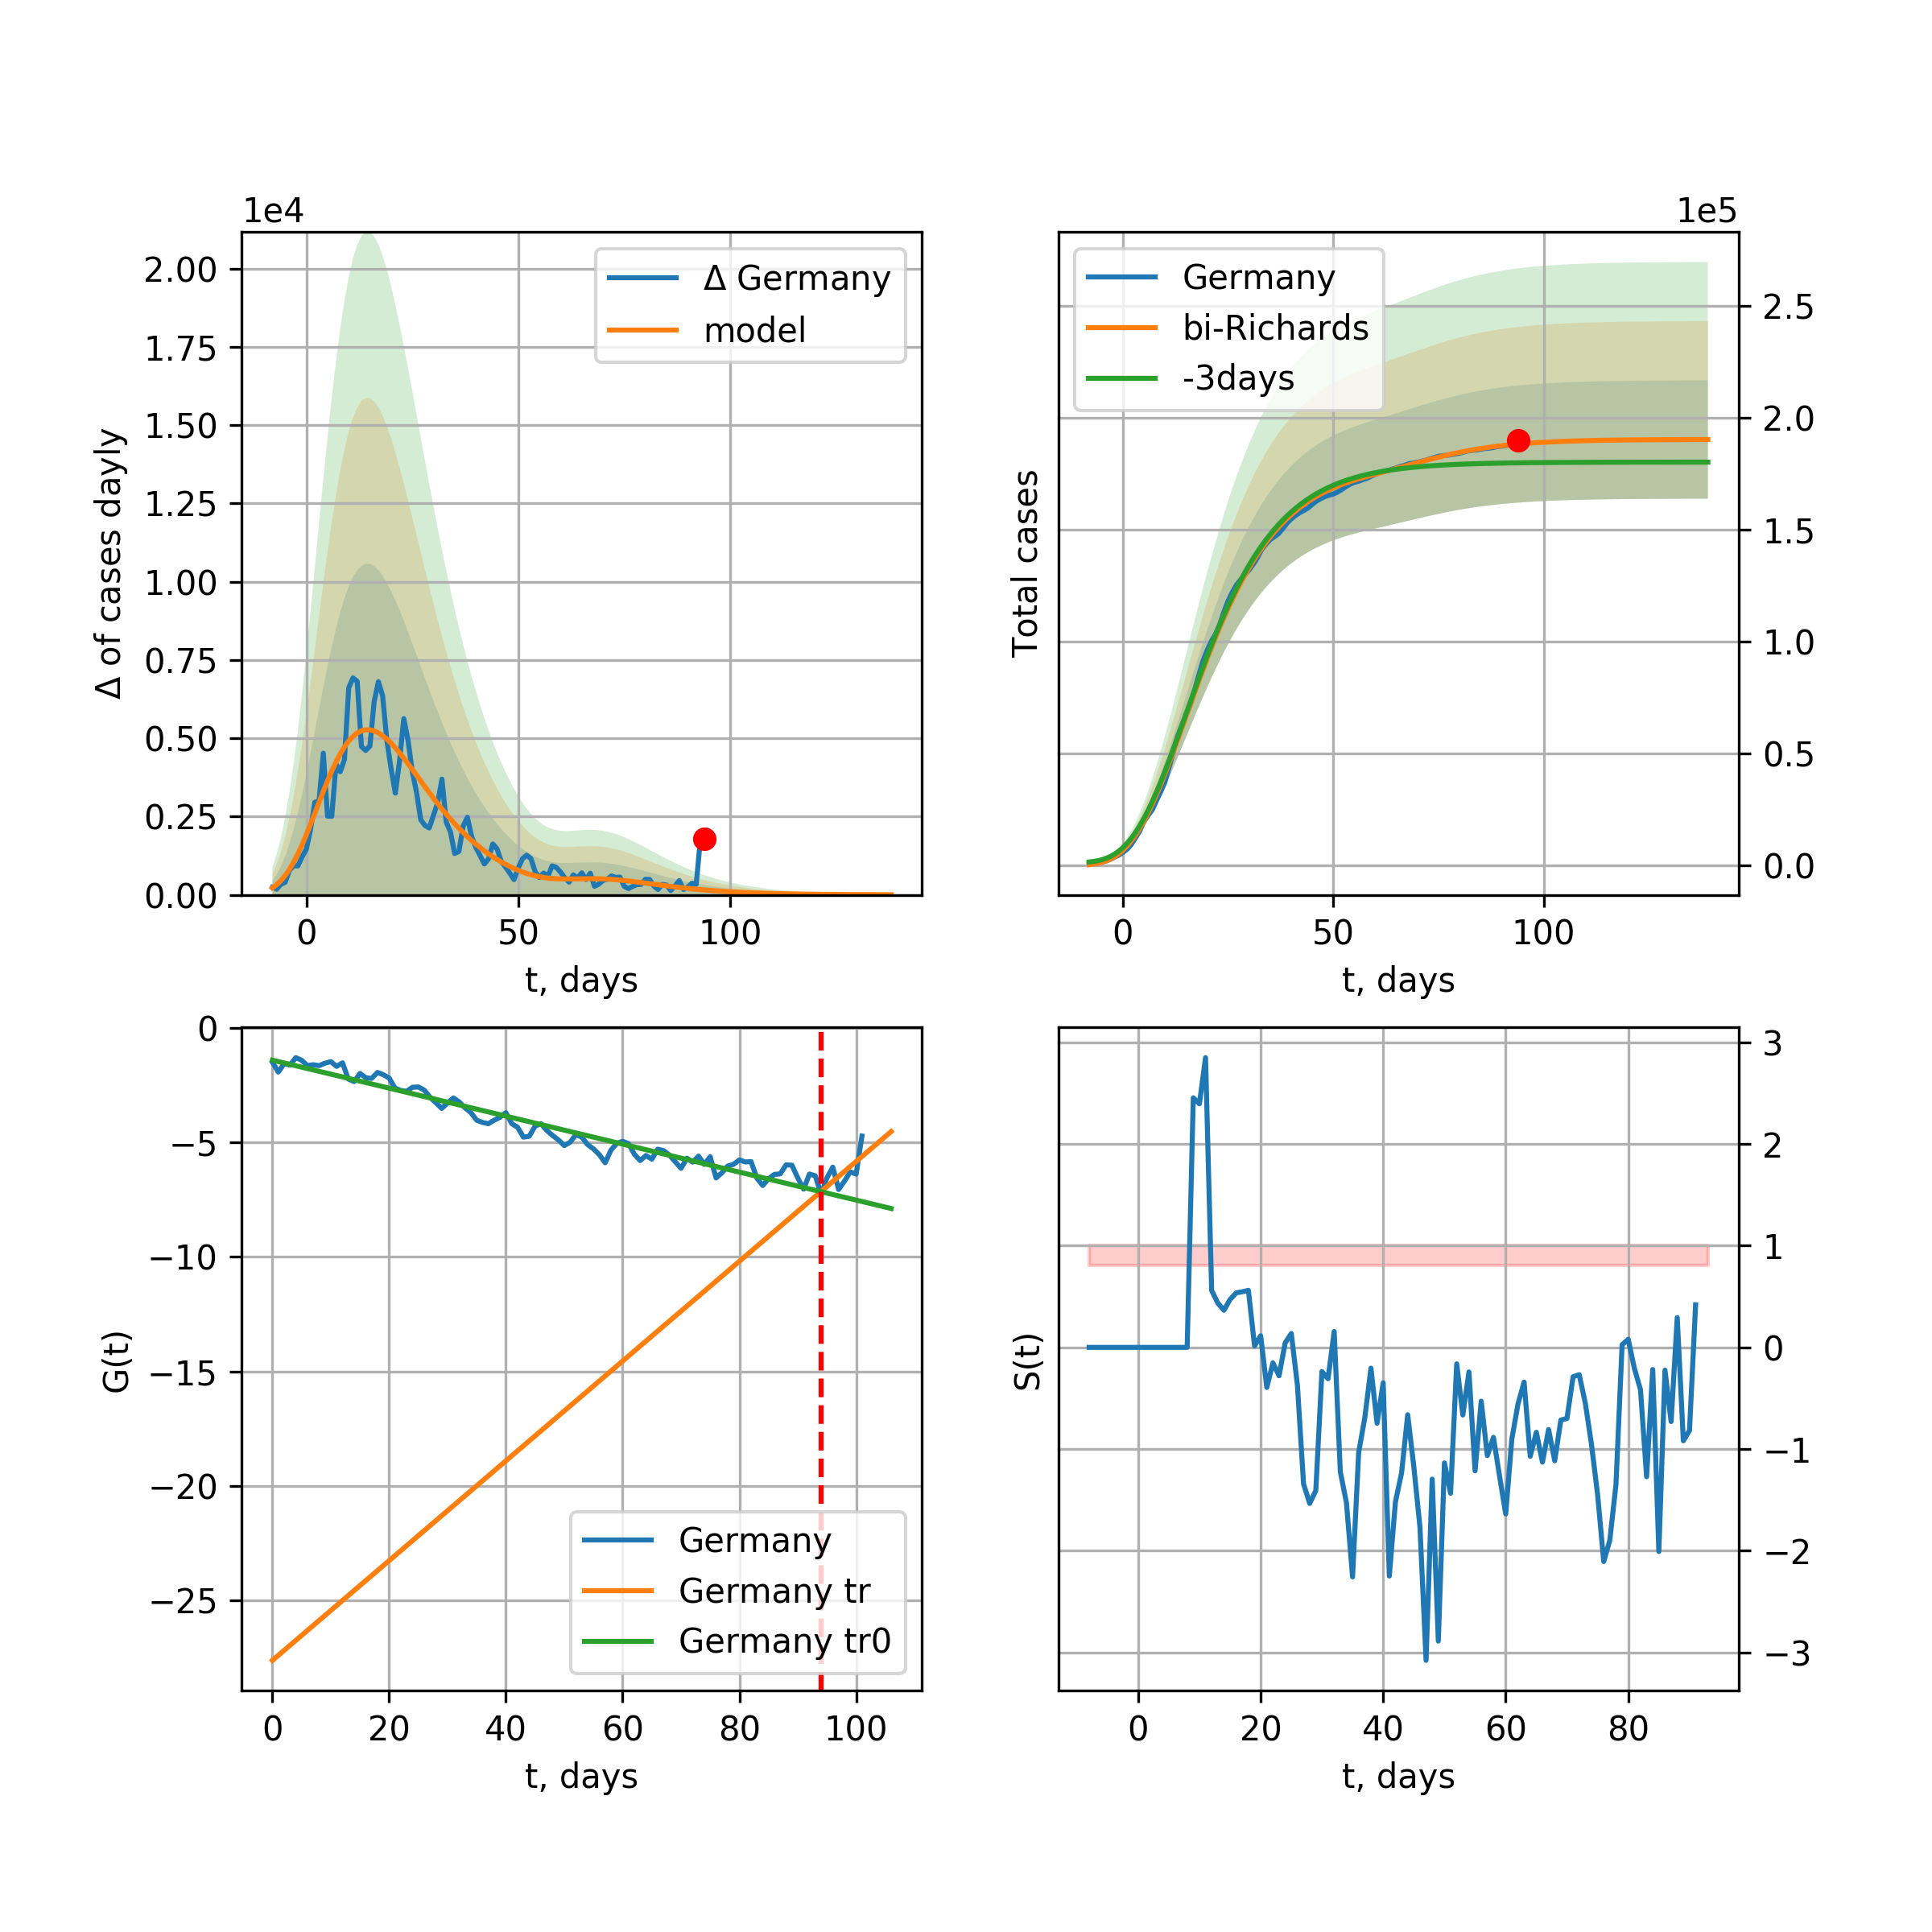 1e4
2.00
1.75
1.50
1.25
1.00
0.75
0.50
0.25
0.00
Δ of cases dayly
Δ Germany
model
0 50 100
t, days
1e5
Germany
bi-Richards
-3days
2.5
2.0
1.5
1.0
0.5
0.0
Total cases
0 50 100
t, days
0
−5
−10
−15
−20
−25
G(t)
Germany
Germany tr
Germany tr0
0 20 40 60 80 100
t, days
3
2
1
0
−1
−2
−3
S(t)
0 20 40 60 80
t, days